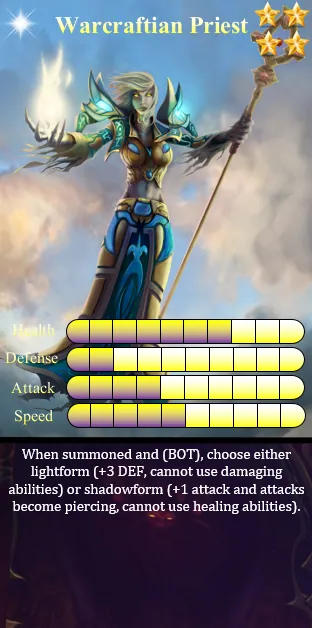 Warcraftian Priest
Health
Defense
Attack
Speed
When summoned and (BOT), choose either
lightform (+3 DEF, cannot use damaging
abilities) or shadowform (+1 attack and attacks
become piercing, cannot use healing abilities).